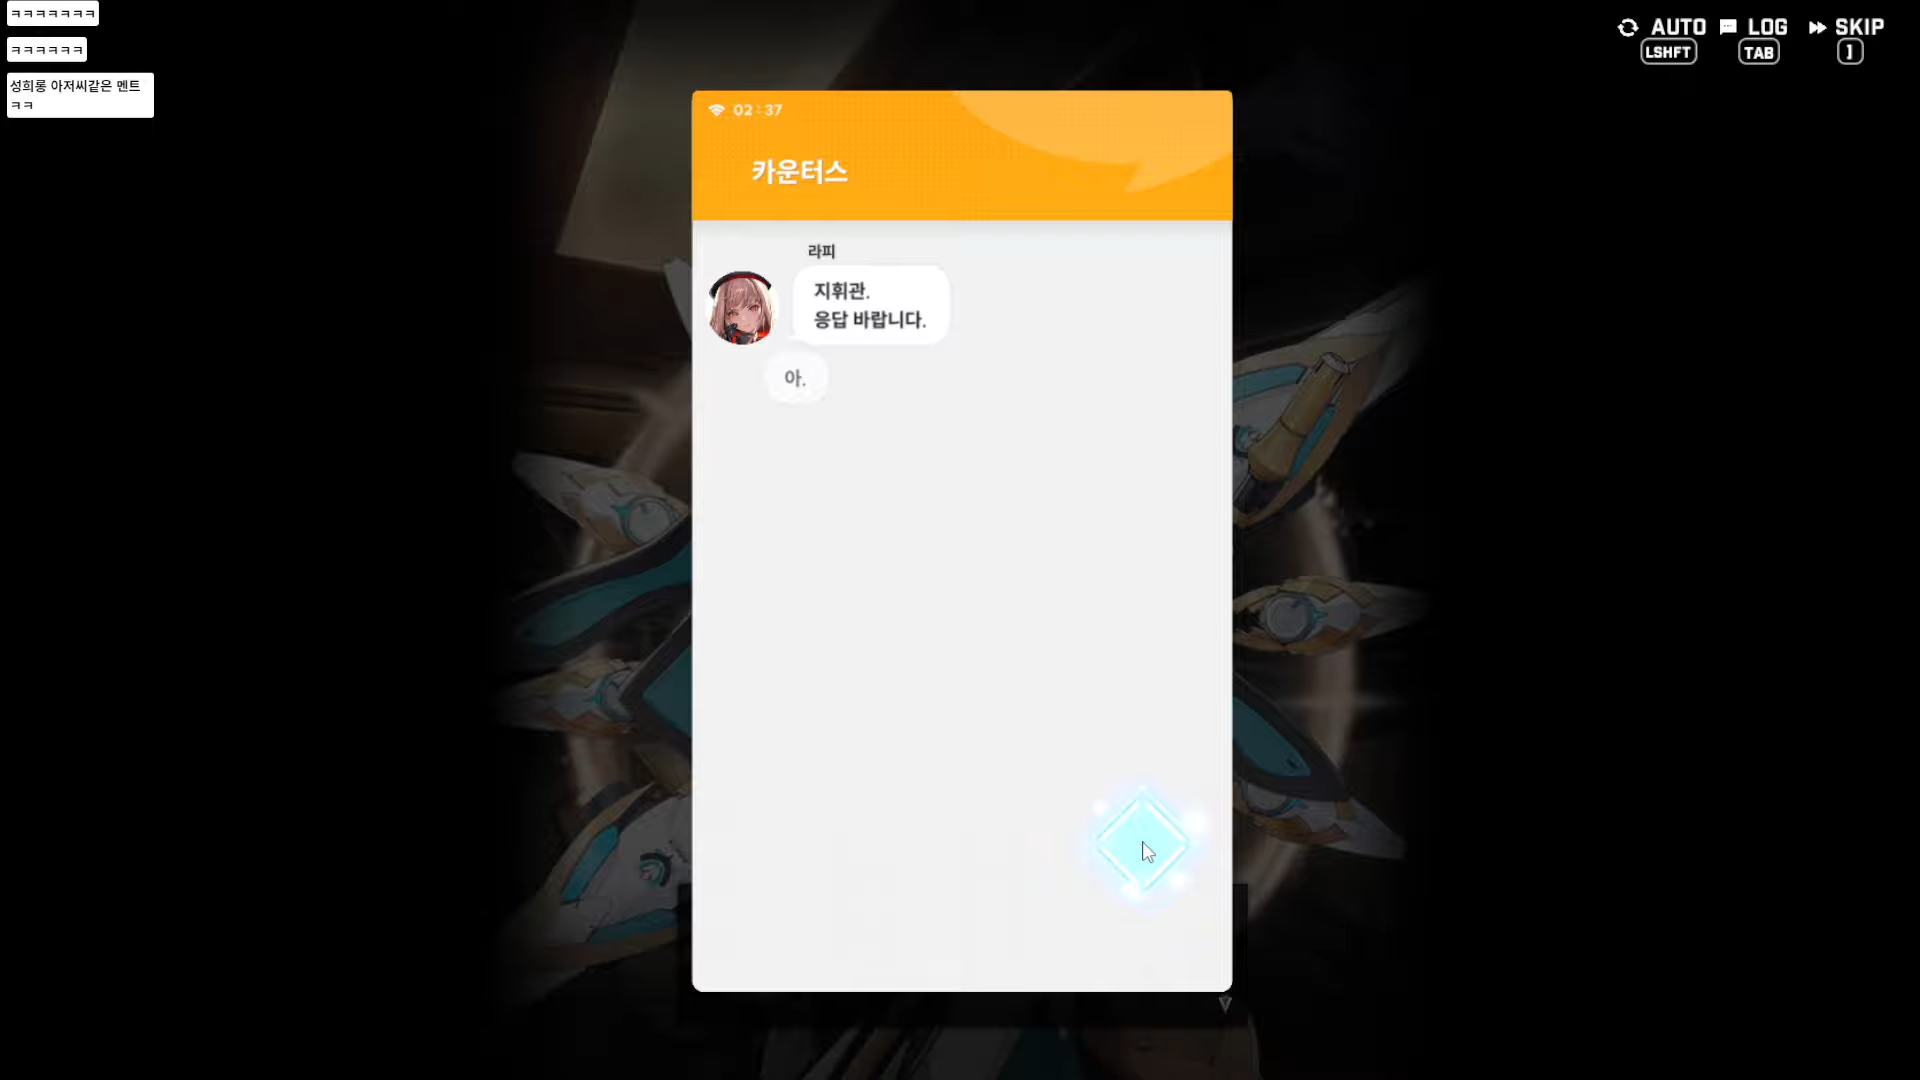 ㅋㅋㅋㅋㅋㅋㅋ
ㅋㅋㅋㅋㅋㅋ
성희롱 아저씨같은 멘트
ㅋㅋ
AUTO LOG SKIP
LSHFT TAB ]
02:37
카운터스
라피
지휘관.
응답 바랍니다.
아.